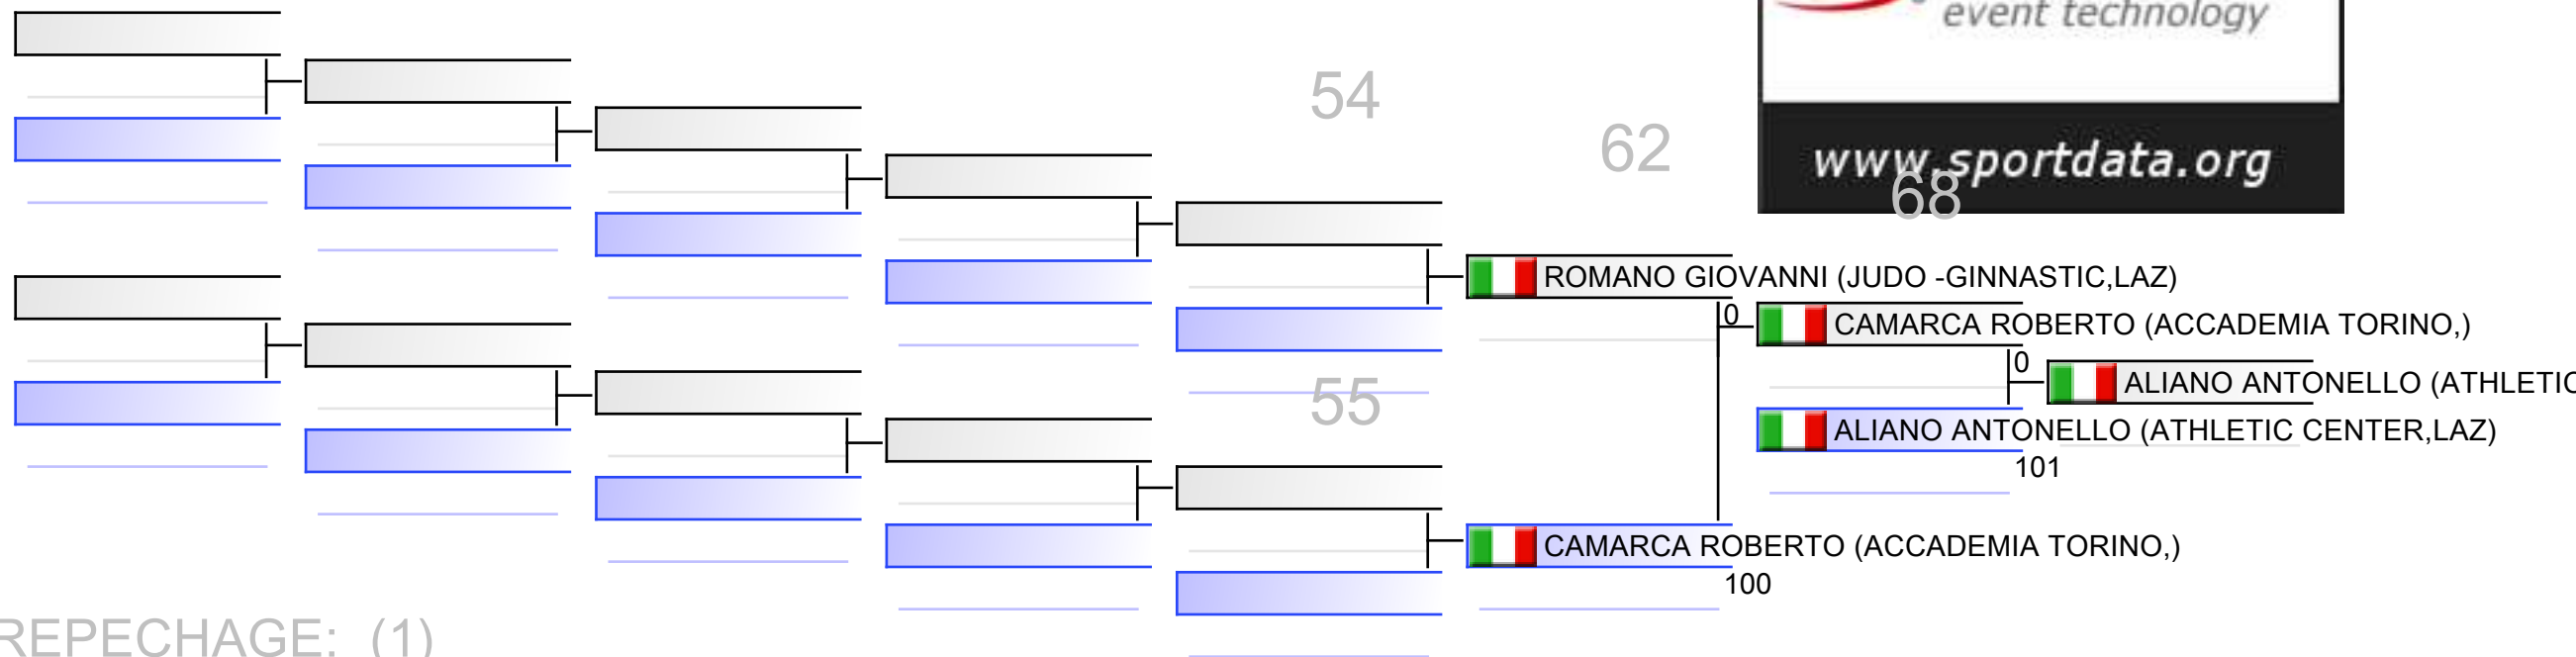 event technology
54
62
www.sportdata.org
68
ROMANO GIOVANNI (JUDO -GINNASTIC,LAZ)
0
CAMARCA ROBERTO (ACCADEMIA TORINO,)
0
ALIANO ANTONELLO (ATHLETIC
55
ALIANO ANTONELLO (ATHLETIC CENTER,LAZ)
101
CAMARCA ROBERTO (ACCADEMIA TORINO,)
100
REPECHAGE: (1)